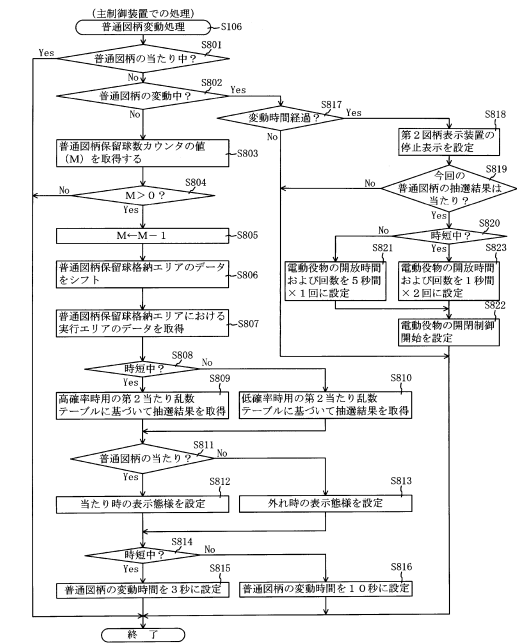 (主制御装置での処理)
普通図柄変動処理
S106
普通図柄の当たり中？
S801
Yes
No
普通図柄の変動中？
S802
Yes
No
変動時間経過？
S817
Yes
No
第２図柄表示装置の
停止表示を設定
S818
普通図柄保留球数カウンタの値
(M)を取得する
S803
今回の
普通図柄の抽選結果は
当たり？
S819
No
Yes
M＞0？
S804
No
Yes
時短中？
S820
No
Yes
M←M－1
S805
電動役物の開放時間
および回数を５秒間
×１回に設定
S821
電動役物の開放時間
および回数を１秒間
×２回に設定
S823
普通図柄保留球格納エリアのデータ
をシフト
S806
電動役物の開閉制御
開始を設定
S822
普通図柄保留球格納エリアにおける
実行エリアのデータを取得
S807
時短中？
S808
No
Yes
高確率時用の第２当たり乱数
テーブルに基づいて抽選結果を取得
S809
低確率時用の第２当たり乱数
テーブルに基づいて抽選結果を取得
S810
普通図柄の当たり？
S811
No
Yes
当たり時の表示態様を設定
S812
外れ時の表示態様を設定
S813
時短中？
S814
No
Yes
普通図柄の変動時間を３秒に設定
S815
普通図柄の変動時間を１０秒に設定
S816
終 了